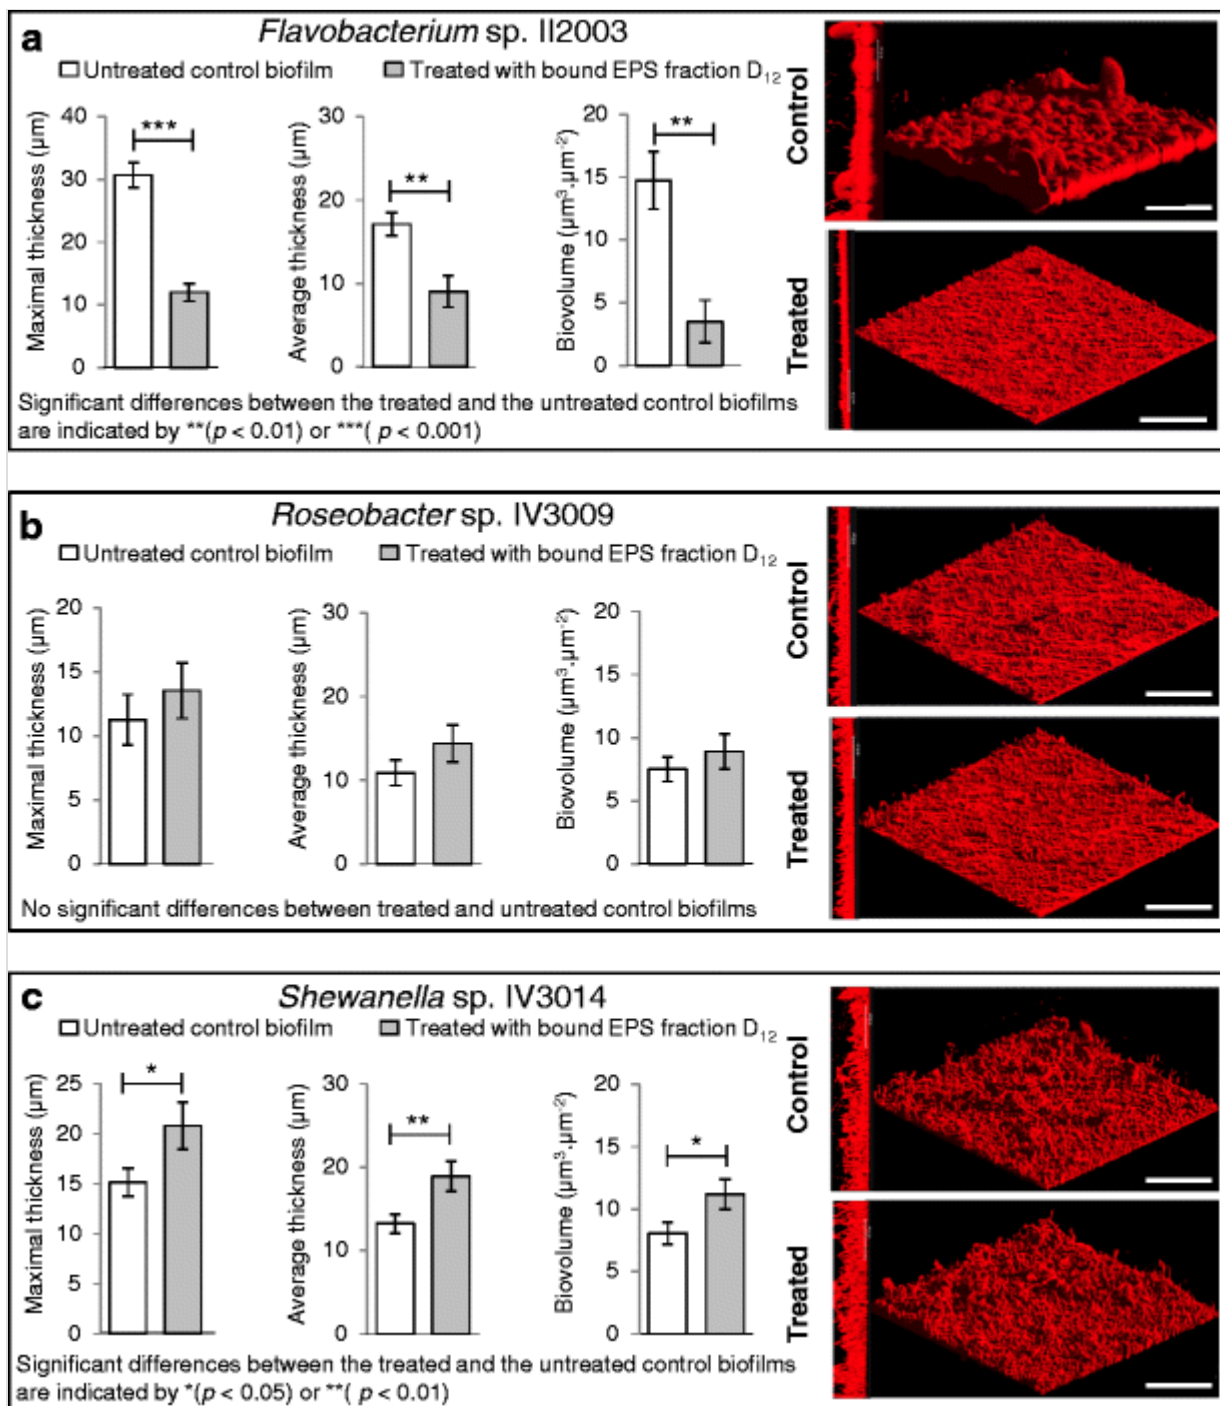 a
Flavobacterium sp. II2003
Untreated control biofilm
Treated with bound EPS fraction D12
Maximal thickness (µm)
40
30
20
10
0
***
Average thickness (µm)
30
20
10
0
**
Biovolume (µm³.µm⁻²)
20
15
10
5
0
**
Control
Treated
Significant differences between the treated and the untreated control biofilms
are indicated by **(p < 0.01) or ***( p < 0.001)
b
Roseobacter sp. IV3009
Untreated control biofilm
Treated with bound EPS fraction D12
Maximal thickness (µm)
20
15
10
5
0
Average thickness (µm)
30
20
10
0
Biovolume (µm³.µm⁻²)
20
15
10
5
0
Control
Treated
No significant differences between treated and untreated control biofilms
c
Shewanella sp. IV3014
Untreated control biofilm
Treated with bound EPS fraction D12
Maximal thickness (µm)
25
20
15
10
5
0
*
Average thickness (µm)
30
20
10
0
**
Biovolume (µm³.µm⁻²)
20
15
10
5
0
*
Control
Treated
Significant differences between the treated and the untreated control biofilms
are indicated by *(p < 0.05) or **( p < 0.01)